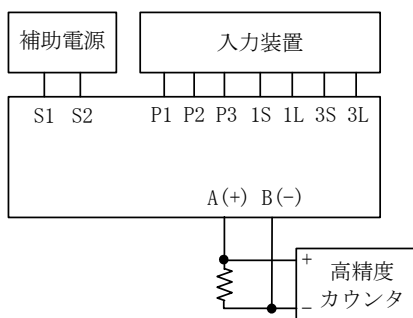 補助電源
入力装置
S1 S2 P1 P2 P3 1S 1L 3S 3L
A(+) B(-)
+
高精度
カウンタ
-